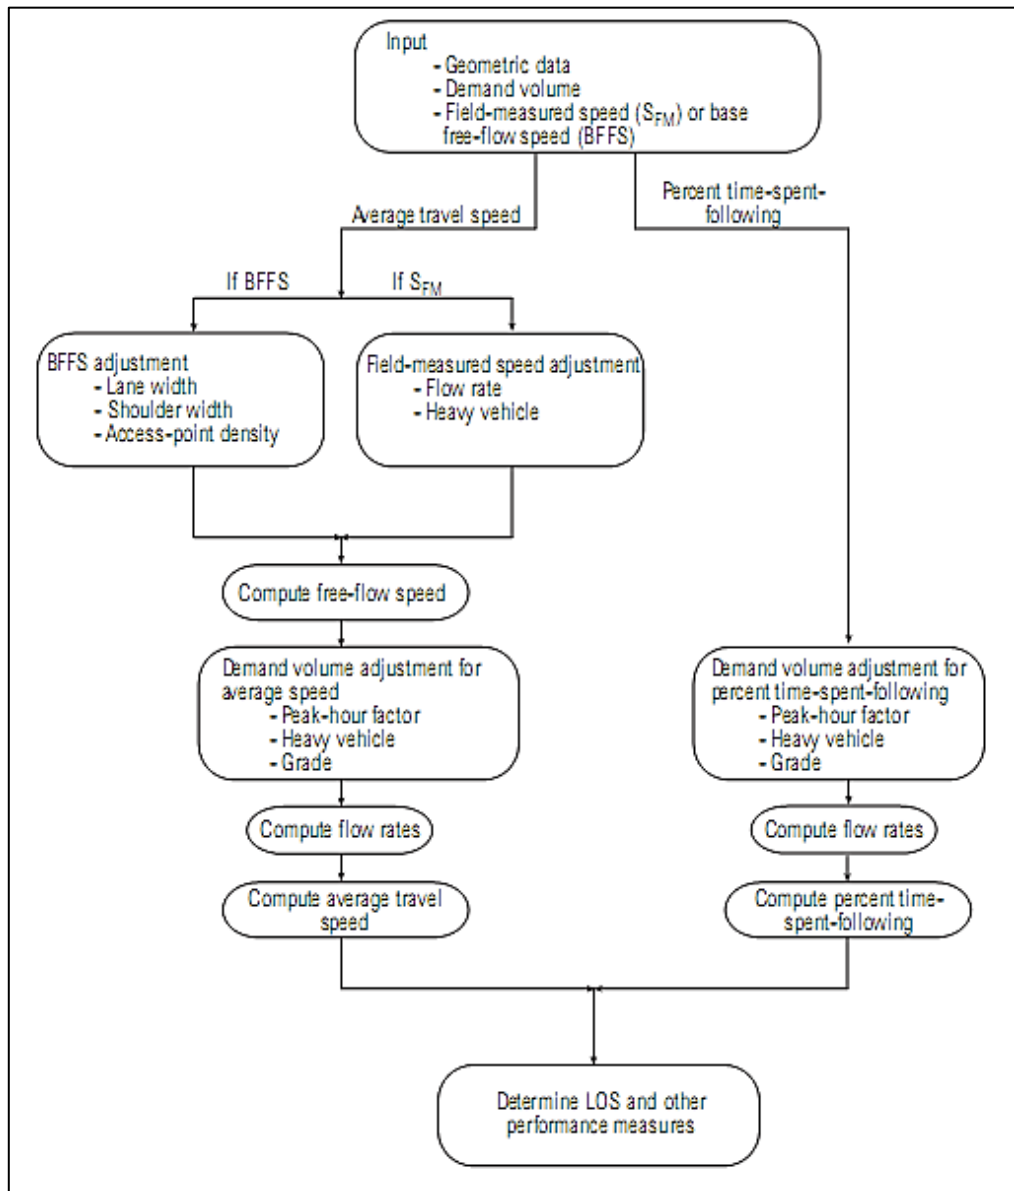 Input
- Geometric data
- Demand volume
- Field-measured speed (SFM) or base
free-flow speed (BFFS)
Average travel speed
Percent time-spent-
following
If BFFS
If SFM
BFFS adjustment
- Lane width
- Shoulder width
- Access-point density
Field-measured speed adjustment
- Flow rate
- Heavy vehicle
Compute free-flow speed
Demand volume adjustment for
average speed
- Peak-hour factor
- Heavy vehicle
- Grade
Demand volume adjustment for
percent time-spent-following
- Peak-hour factor
- Heavy vehicle
- Grade
Compute flow rates
Compute flow rates
Compute average travel
speed
Compute percent time-
spent-following
Determine LOS and other
performance measures